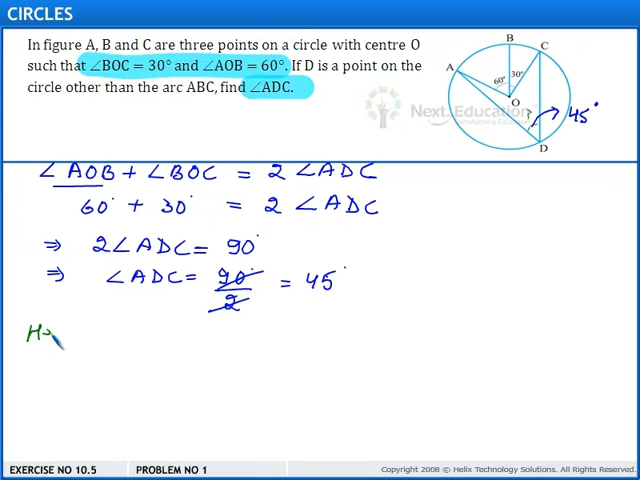 CIRCLES
In figure A, B and C are three points on a circle with centre O
such that ∠BOC = 30° and ∠AOB = 60°. If D is a point on the
circle other than the arc ABC, find ∠ADC.
B
C
A
60° 30°
O
?
45°
D
Next.Education
∠AOB + ∠BOC = 2 ∠ADC
60° + 30° = 2 ∠ADC
⇒ 2∠ADC = 90°
⇒ ∠ADC = 90°/2 = 45°
EXERCISE NO 10.5 PROBLEM NO 1 Copyright 2008 © Helix Technology Solutions. All Rights Reserved.